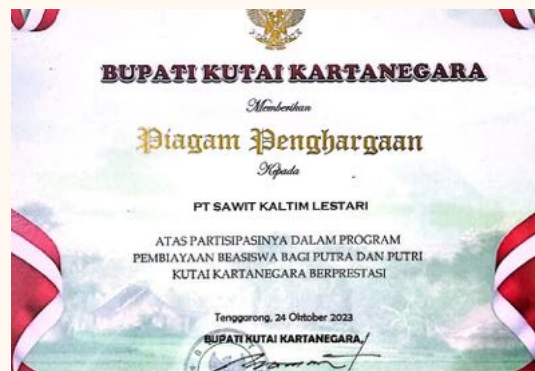 BUPATI KUTAI KARTANEGARA
Memberikan
Piagam Penghargaan
Kepada
PT SAWIT KALTIM LESTARI
ATAS PARTISIPASINYA DALAM PROGRAM
PEMBIAYAAN BEASISWA BAGI PUTRA DAN PUTRI
KUTAI KARTANEGARA BERPRESTASI
Tenggarong, 24 Oktober 2023
BUPATI KUTAI KARTANEGARA,